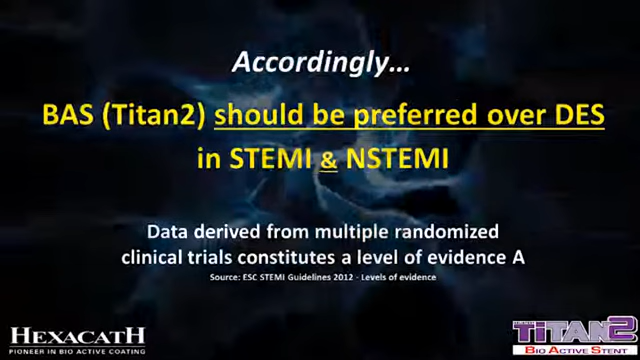 Accordingly...
BAS (Titan2) should be preferred over DES
in STEMI & NSTEMI
Data derived from multiple randomized
clinical trials constitutes a level of evidence A
Source: ESC STEMI Guidelines 2012 - Levels of evidence
HEXACATH
PIONEER IN BIO ACTIVE COATING
TiTAN2
BIO ACTIVE STENT